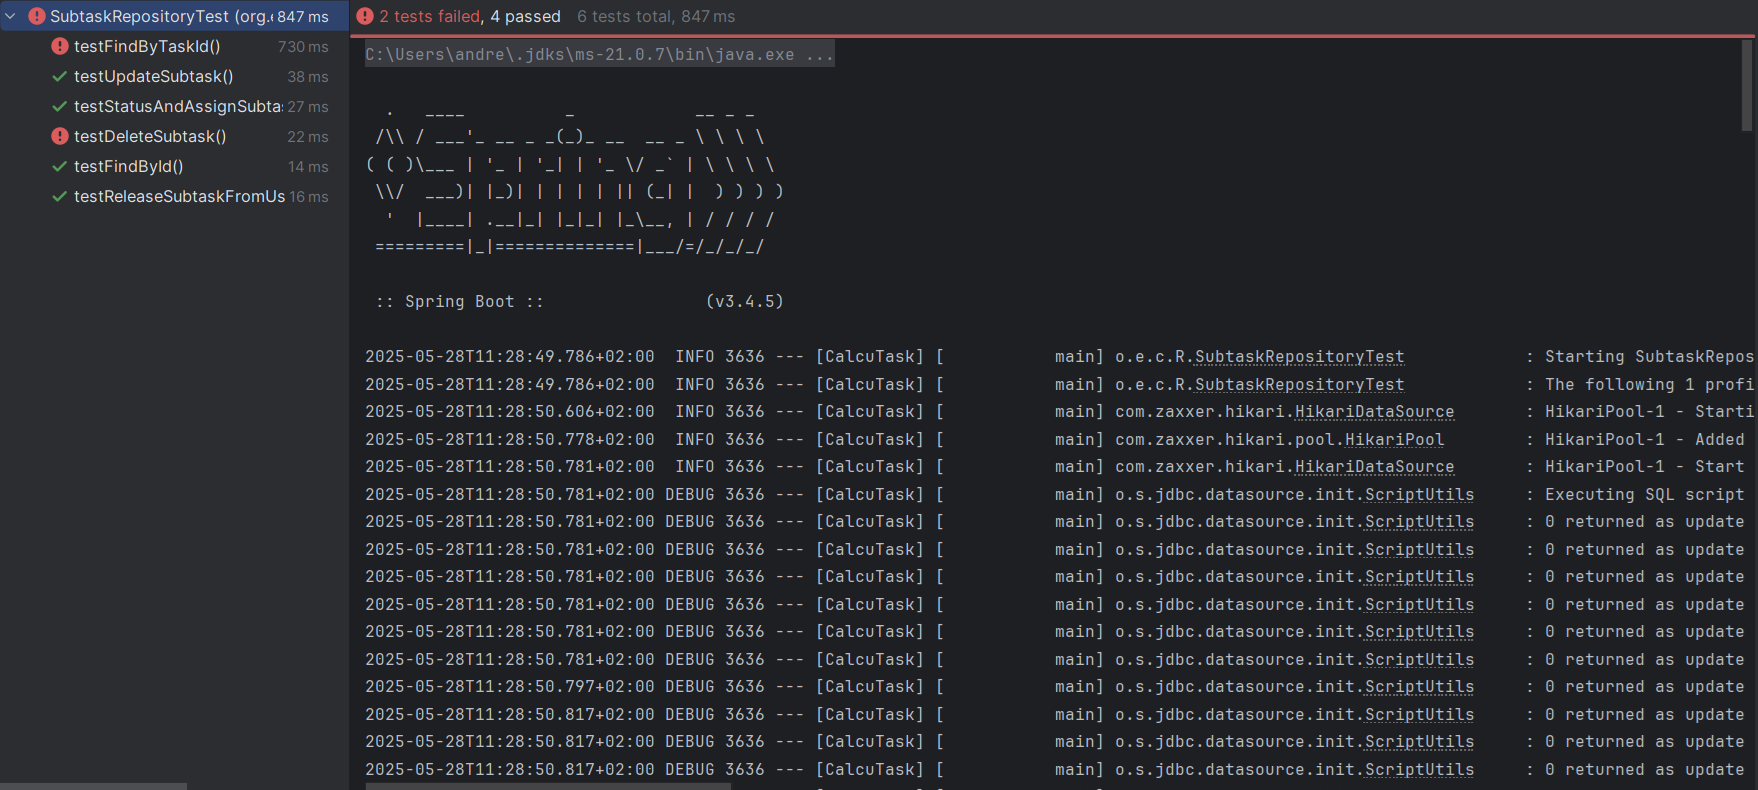 SubtaskRepositoryTest (org. 847 ms
testFindByTaskId() 730 ms
testUpdateSubtask() 38 ms
testStatusAndAssignSubta 27 ms
testDeleteSubtask() 22 ms
testFindById() 14 ms
testReleaseSubtaskFromUs 16 ms
2 tests failed, 4 passed 6 tests total, 847 ms
C:\Users\andre\.jdks\ms-21.0.7\bin\java.exe ...
  .   ____          _            __ _ _
 /\\ / ___'_ __ _ _(_)_ __  __ _ \ \ \ \
( ( )\___ | '_ | '_| | '_ \/ _` | \ \ \ \
 \\/  ___)| |_)| | | | | || (_| |  ) ) ) )
  '  |____| .__|_| |_|_| |_\__, | / / / /
 =========|_|==============|___/=/_/_/_/
 :: Spring Boot ::                (v3.4.5)
2025-05-28T11:28:49.786+02:00  INFO 3636 --- [CalcuTask] [           main] o.e.c.R.SubtaskRepositoryTest            : Starting SubtaskRepos
2025-05-28T11:28:49.786+02:00  INFO 3636 --- [CalcuTask] [           main] o.e.c.R.SubtaskRepositoryTest            : The following 1 profi
2025-05-28T11:28:50.606+02:00  INFO 3636 --- [CalcuTask] [           main] com.zaxxer.hikari.HikariDataSource       : HikariPool-1 - Starti
2025-05-28T11:28:50.778+02:00  INFO 3636 --- [CalcuTask] [           main] com.zaxxer.hikari.pool.HikariPool        : HikariPool-1 - Added
2025-05-28T11:28:50.781+02:00  INFO 3636 --- [CalcuTask] [           main] com.zaxxer.hikari.HikariDataSource       : HikariPool-1 - Start
2025-05-28T11:28:50.781+02:00 DEBUG 3636 --- [CalcuTask] [           main] o.s.jdbc.datasource.init.ScriptUtils     : Executing SQL script
2025-05-28T11:28:50.781+02:00 DEBUG 3636 --- [CalcuTask] [           main] o.s.jdbc.datasource.init.ScriptUtils     : 0 returned as update
2025-05-28T11:28:50.781+02:00 DEBUG 3636 --- [CalcuTask] [           main] o.s.jdbc.datasource.init.ScriptUtils     : 0 returned as update
2025-05-28T11:28:50.781+02:00 DEBUG 3636 --- [CalcuTask] [           main] o.s.jdbc.datasource.init.ScriptUtils     : 0 returned as update
2025-05-28T11:28:50.781+02:00 DEBUG 3636 --- [CalcuTask] [           main] o.s.jdbc.datasource.init.ScriptUtils     : 0 returned as update
2025-05-28T11:28:50.781+02:00 DEBUG 3636 --- [CalcuTask] [           main] o.s.jdbc.datasource.init.ScriptUtils     : 0 returned as update
2025-05-28T11:28:50.781+02:00 DEBUG 3636 --- [CalcuTask] [           main] o.s.jdbc.datasource.init.ScriptUtils     : 0 returned as update
2025-05-28T11:28:50.797+02:00 DEBUG 3636 --- [CalcuTask] [           main] o.s.jdbc.datasource.init.ScriptUtils     : 0 returned as update
2025-05-28T11:28:50.817+02:00 DEBUG 3636 --- [CalcuTask] [           main] o.s.jdbc.datasource.init.ScriptUtils     : 0 returned as update
2025-05-28T11:28:50.817+02:00 DEBUG 3636 --- [CalcuTask] [           main] o.s.jdbc.datasource.init.ScriptUtils     : 0 returned as update
2025-05-28T11:28:50.817+02:00 DEBUG 3636 --- [CalcuTask] [           main] o.s.jdbc.datasource.init.ScriptUtils     : 0 returned as update